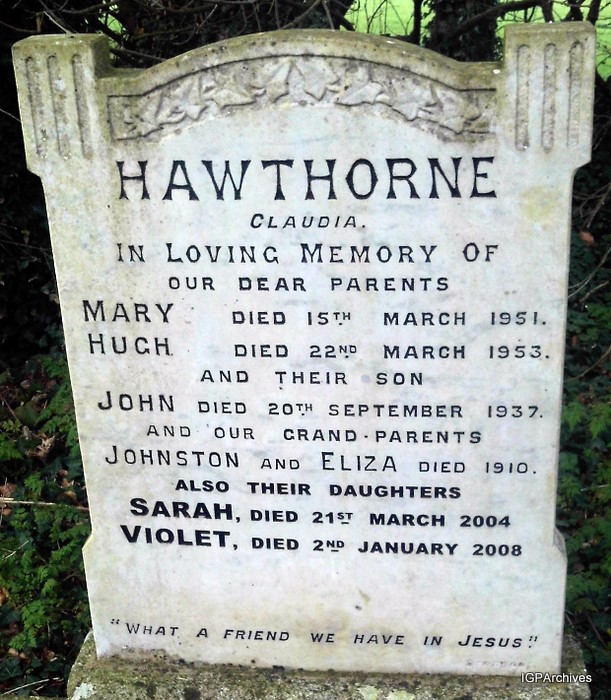 HAWTHORNE
CLAUDIA.
IN LOVING MEMORY OF
OUR DEAR PARENTS
MARY DIED 15TH MARCH 1951.
HUGH DIED 22ND MARCH 1953.
AND THEIR SON
JOHN DIED 20TH SEPTEMBER 1937.
AND OUR GRAND-PARENTS
JOHNSTON AND ELIZA DIED 1910.
ALSO THEIR DAUGHTERS
SARAH, DIED 21ST MARCH 2004
VIOLET, DIED 2ND JANUARY 2008
"WHAT A FRIEND WE HAVE IN JESUS"
IGPArchives